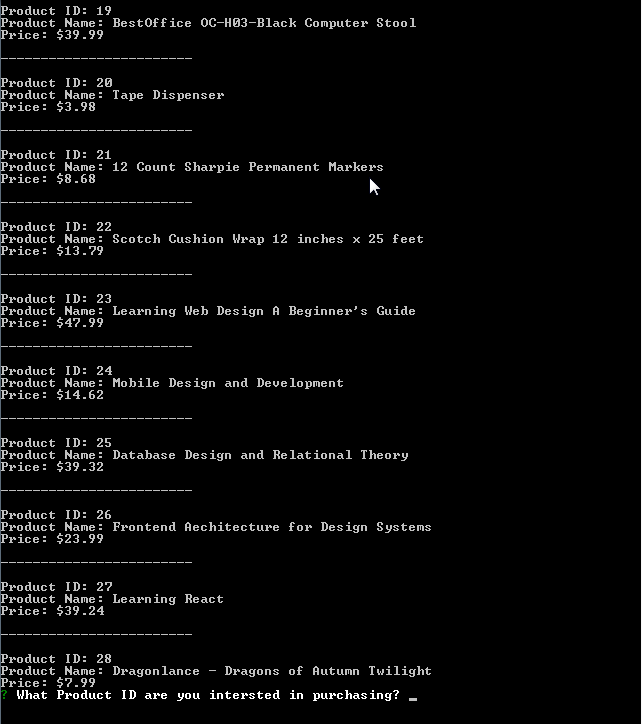 Product ID: 19
Product Name: BestOffice OC-H03-Black Computer Stool
Price: $39.99
------------------------
Product ID: 20
Product Name: Tape Dispenser
Price: $3.98
------------------------
Product ID: 21
Product Name: 12 Count Sharpie Permanent Markers
Price: $8.68
------------------------
Product ID: 22
Product Name: Scotch Cushion Wrap 12 inches x 25 feet
Price: $13.79
------------------------
Product ID: 23
Product Name: Learning Web Design A Beginner's Guide
Price: $47.99
------------------------
Product ID: 24
Product Name: Mobile Design and Development
Price: $14.62
------------------------
Product ID: 25
Product Name: Database Design and Relational Theory
Price: $39.32
------------------------
Product ID: 26
Product Name: Frontend Aechitecture for Design Systems
Price: $23.99
------------------------
Product ID: 27
Product Name: Learning React
Price: $39.24
------------------------
Product ID: 28
Product Name: Dragonlance - Dragons of Autumn Twilight
Price: $7.99
? What Product ID are you intersted in purchasing? _